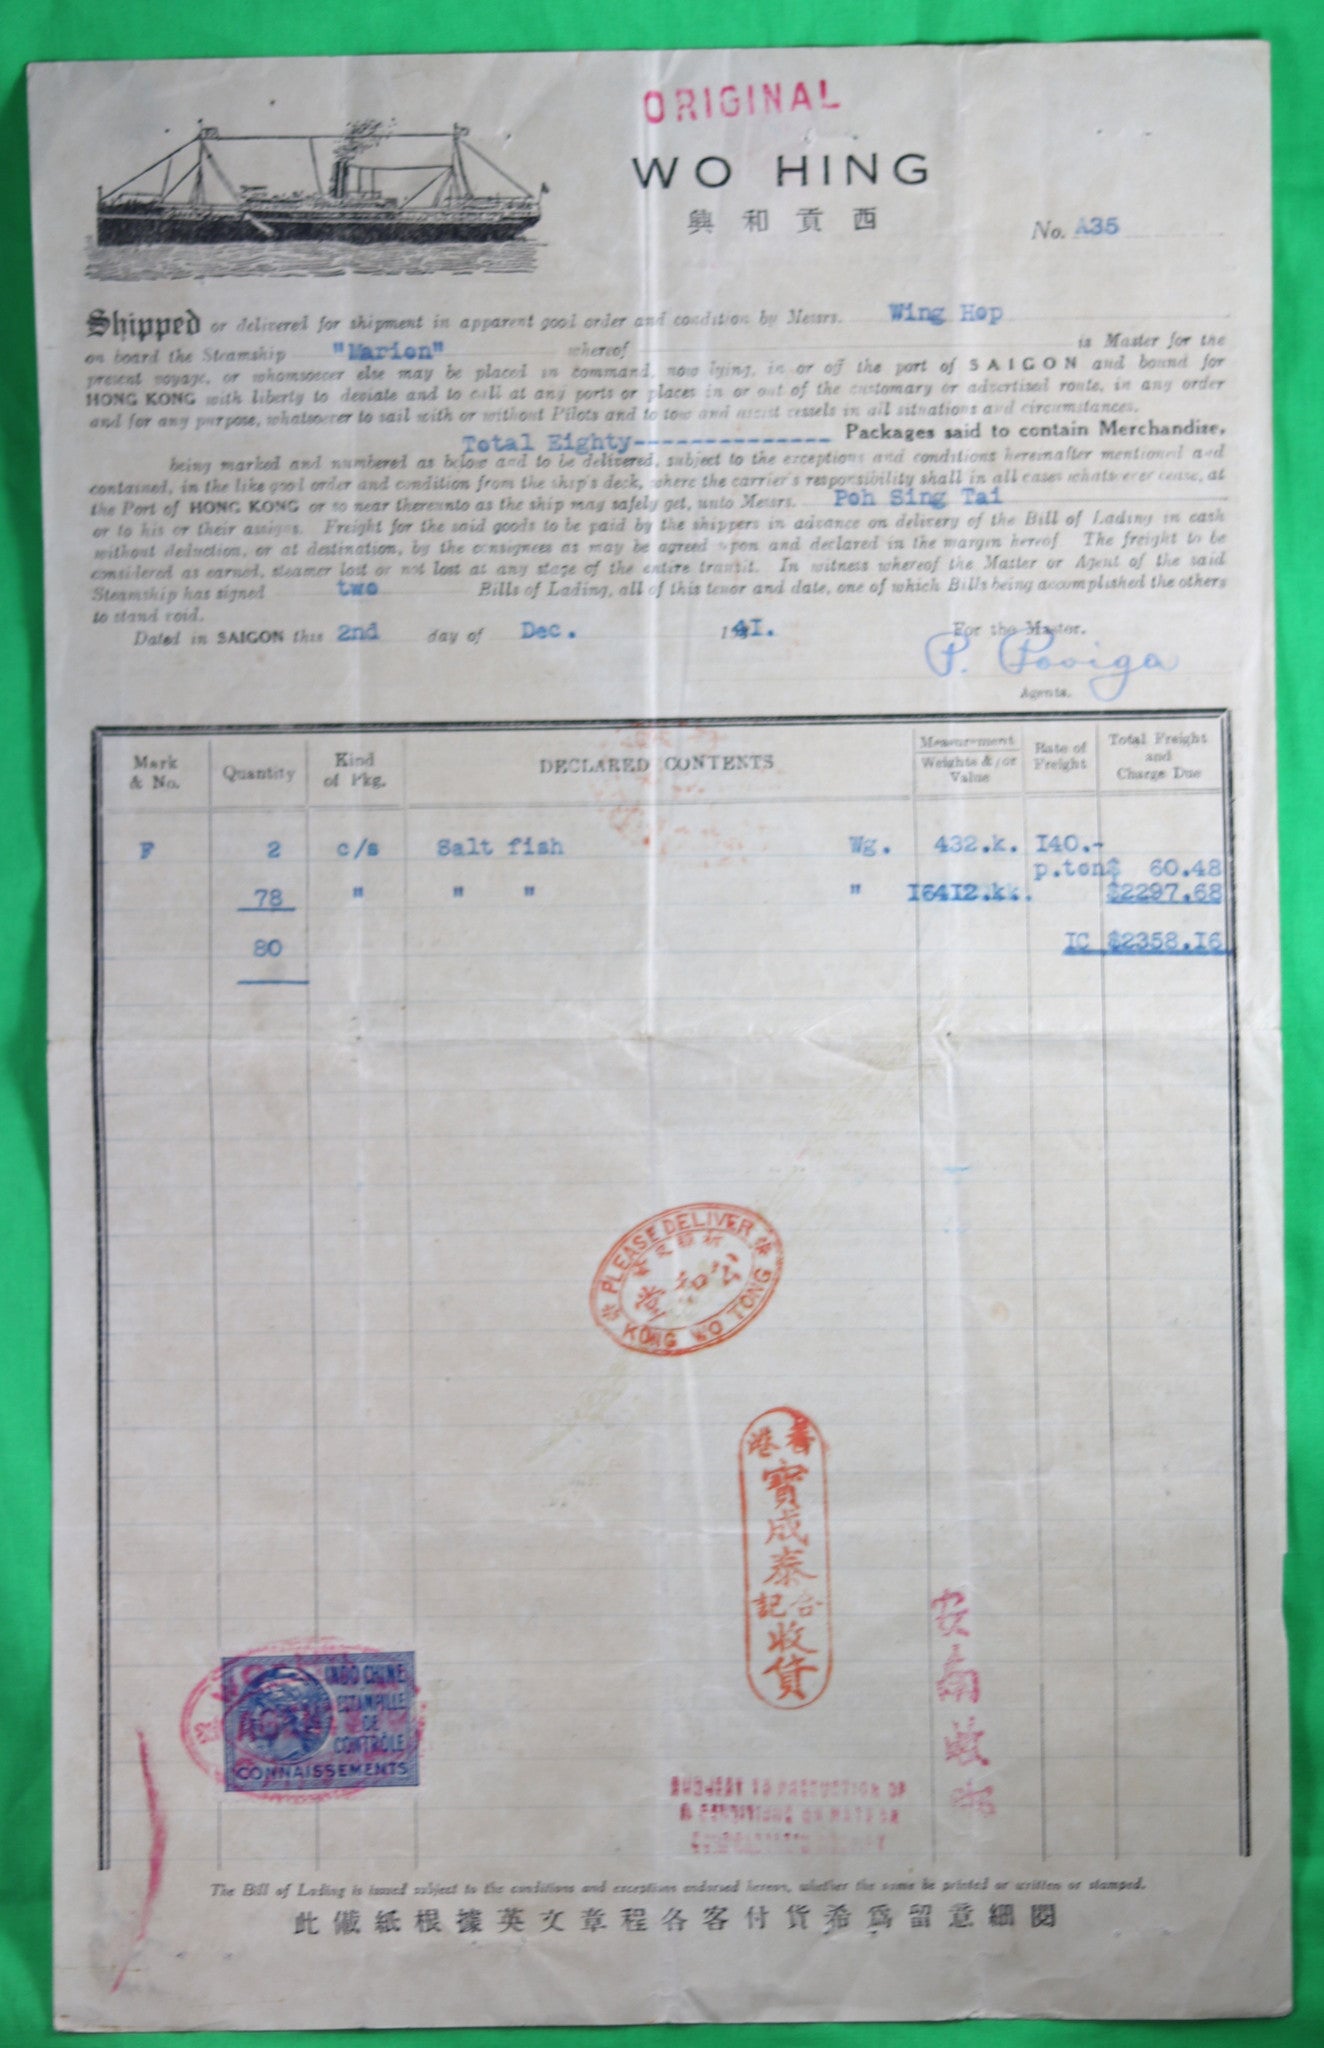 ORIGINAL
WO HING
興和貢西
No. A35
Shipped or delivered for shipment in apparent good order and condition by Messrs. Wing Hop
on board the Steamship "Marion" whereof is Master for the
present voyage, or whomsoever else may be placed in command, now lying, in or off the port of SAIGON and bound for
HONG KONG with liberty to deviate and to call at any ports or places in or out of the customary or advertised route, in any order
and for any purpose, whatsoever to sail with or without Pilots and to tow and assist vessels in all situations and circumstances.
Total Eighty-------------- Packages said to contain Merchandise,
being marked and numbered as below and to be delivered, subject to the exceptions and conditions hereinafter mentioned and
contained, in the like good order and condition from the ship's deck, where the carrier's responsibility shall in all cases whatsoever cease, at
the Port of HONG KONG or so near thereunto as the ship may safely get, unto Messrs. Poh Sing Tai
or to his or their assigns. Freight for the said goods to be paid by the shippers in advance on delivery of the Bill of Lading in cash
without deduction, or at destination, by the consignees as may be agreed upon and declared in the margin hereof. The freight to be
considered as earned, steamer lost or not lost at any stage of the entire transit. In witness whereof the Master or Agent of the said
Steamship has signed two Bills of Lading, all of this tenor and date, one of which Bills being accomplished the others
to stand void.
Dated in SAIGON this 2nd day of Dec. 1941. For the Master.
Agents.
Mark & No. Quantity Kind of Pkg. DECLARED CONTENTS Measurement Weights &/or Value Rate of Freight Total Freight and Charge Due
F 2 c/s Salt fish Wg. 432.k. 140.-
p.ton $ 60.48
78 " " " " 16412.kk. $2297.68
80 IC $2358.16
PLEASE DELIVER
公和堂
KONG WO TONG
香港
寶成泰
合記
收貨
安南
INDO CHINE
ESTAMPILLE
DE
CONTRÔLE
CONNAISSEMENTS
The Bill of Lading is issued subject to the conditions and exceptions endorsed hereon, whether the same be printed or written or stamped.
此儎紙根據英文章程各客付貨希為留意細閱